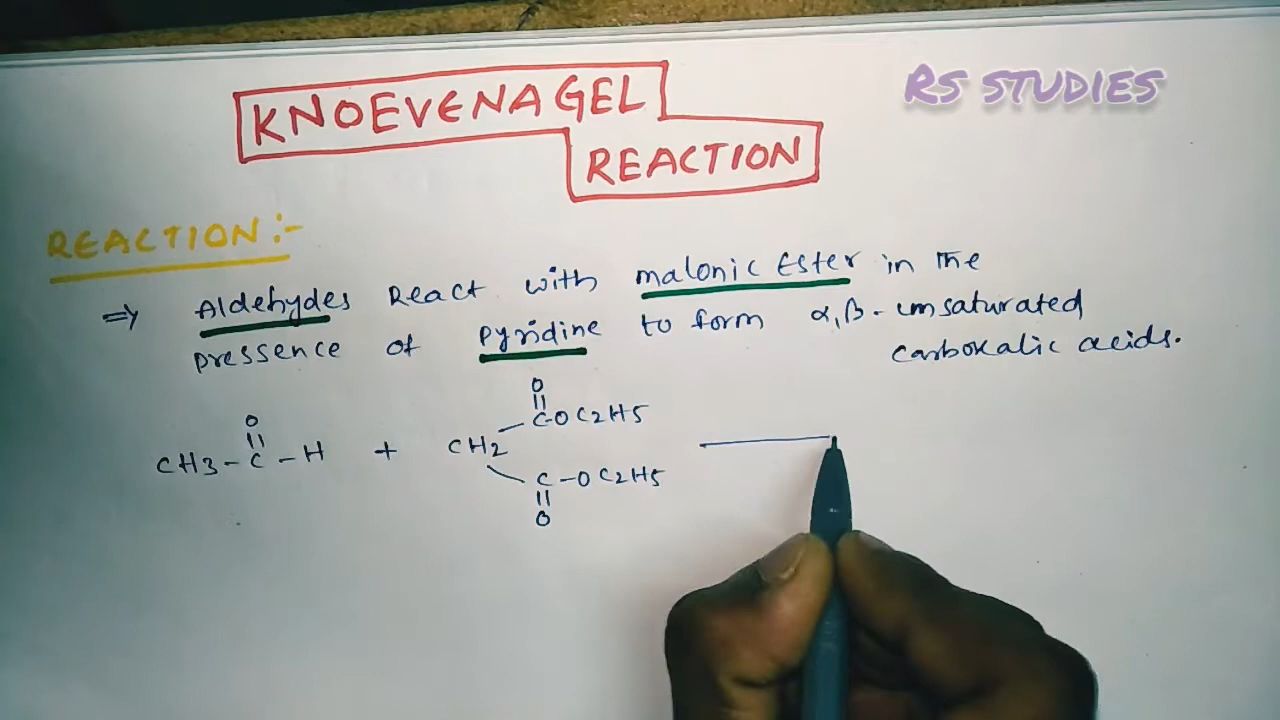 KNOEVENAGEL
REACTION
RS STUDIES
REACTION :-
⇒ Aldehydes React with malonic Ester in the
pressence of pyridine to form α,β-unsaturated
carboxalic acids.
O
||
C-OC2H5
O
||
CH3-C-H + CH2
C-OC2H5
||
O